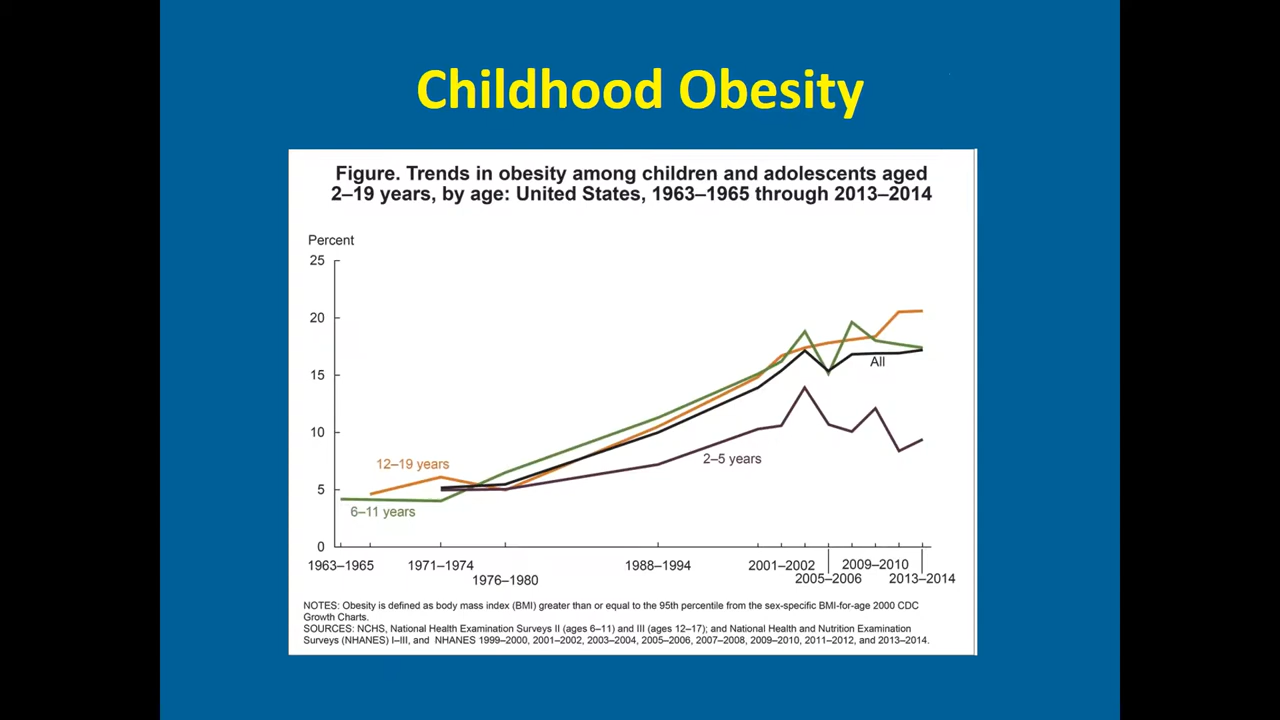 Childhood Obesity
Figure. Trends in obesity among children and adolescents aged
2–19 years, by age: United States, 1963–1965 through 2013–2014
Percent
25
20
15
10
5
0
All
12–19 years
2–5 years
6–11 years
1963–1965
1971–1974
1976–1980
1988–1994
2001–2002
2005–2006
2009–2010
2013–2014
NOTES: Obesity is defined as body mass index (BMI) greater than or equal to the 95th percentile from the sex-specific BMI-for-age 2000 CDC
Growth Charts.
SOURCES: NCHS, National Health Examination Surveys II (ages 6–11) and III (ages 12–17); and National Health and Nutrition Examination
Surveys (NHANES) I–III, and NHANES 1999–2000, 2001–2002, 2003–2004, 2005–2006, 2007–2008, 2009–2010, 2011–2012, and 2013–2014.